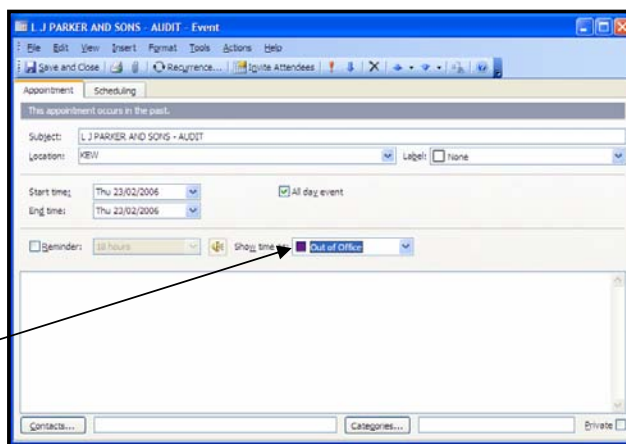 L J PARKER AND SONS - AUDIT - Event
File Edit View Insert Format Tools Actions Help
Save and Close Recurrence... Invite Attendees
Appointment Scheduling
This appointment occurs in the past.
Subject: L J PARKER AND SONS - AUDIT
Location: KEW Label: None
Start time: Thu 23/02/2006 All day event
End time: Thu 23/02/2006
Reminder: 18 hours Show time Out of Office
Contacts... Categories... Private